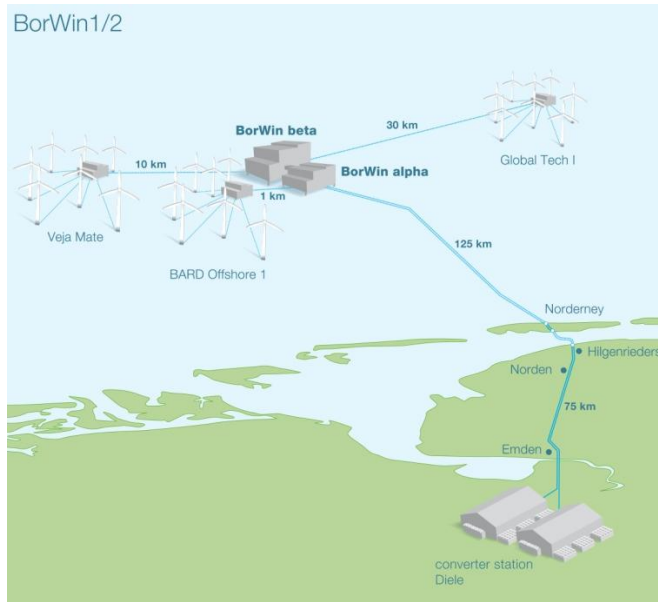 BorWin1/2
BorWin beta
30 km
Global Tech I
10 km
BorWin alpha
1 km
Veja Mate
BARD Offshore 1
125 km
Norderney
Hilgenrieders
Norden
75 km
Emden
converter station
Diele